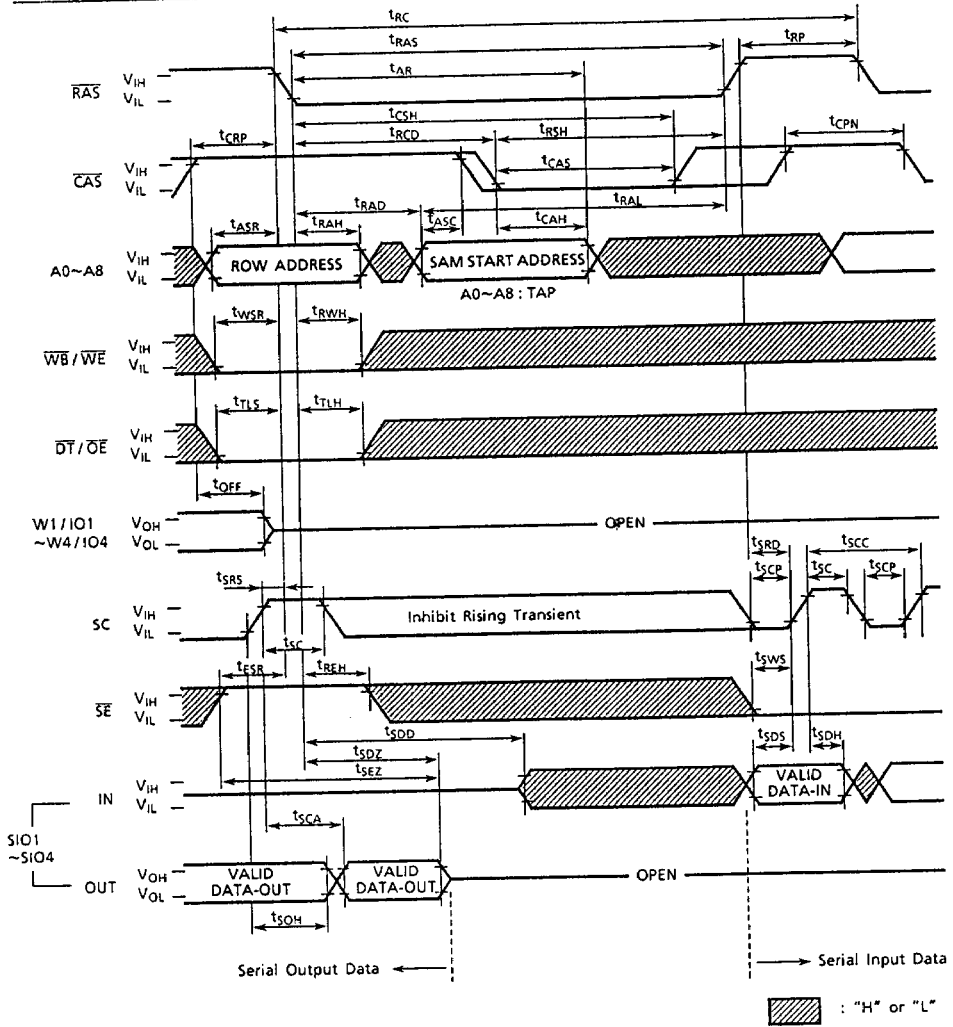 tRC
tRAS
tRP
tAR
RAS
VIH
VIL
tCSH
tCRP
tRCD
tRSH
tCPN
tCAS
CAS
VIH
VIL
tRAD
tRAL
tASR
tRAH
tASC
tCAH
A0~A8
VIH
VIL
ROW ADDRESS
SAM START ADDRESS
A0~A8 : TAP
tWSR
tRWH
WB/WE
VIH
VIL
tTLS
tTLH
DT/OE
VIH
VIL
tOFF
W1/IO1
~W4/IO4
VOH
VOL
OPEN
tSRD
tSCC
tSCP
tSC
tSCP
tSRS
SC
VIH
VIL
Inhibit Rising Transient
tSC
tESR
tREH
tSWS
SE
VIH
VIL
tSDD
tSDS
tSDH
tSDZ
tSEZ
IN
VIH
VIL
VALID
DATA-IN
tSCA
SIO1
~SIO4
OUT
VOH
VOL
VALID
DATA-OUT
VALID
DATA-OUT
OPEN
tSOH
Serial Output Data
Serial Input Data
: "H" or "L"